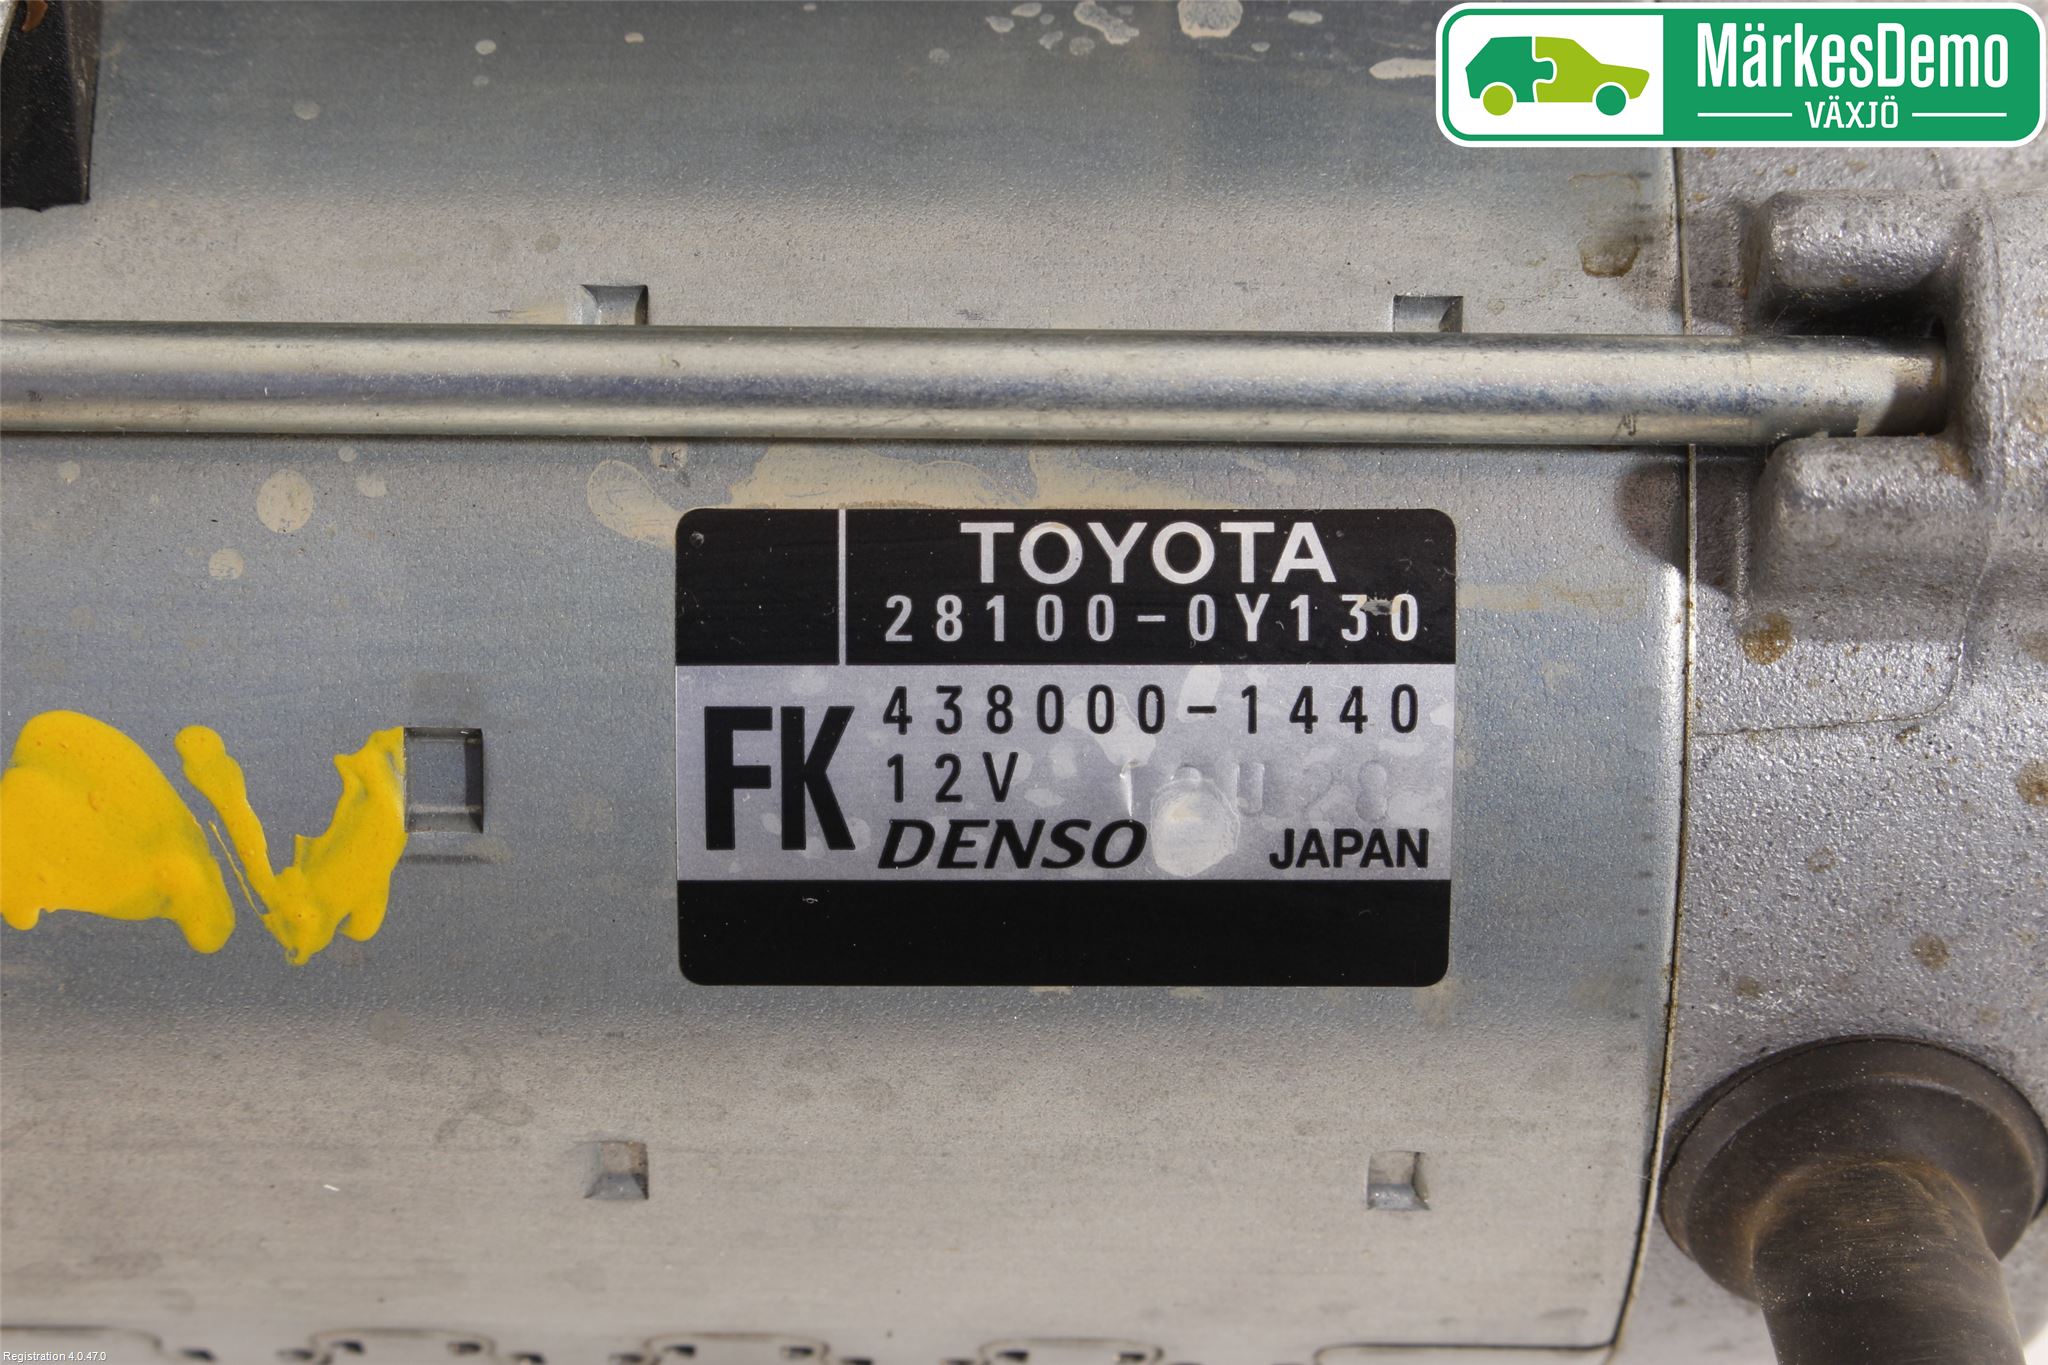 MärkesDemo
VÄXJÖ
TOYOTA
28100-0Y130
FK
438000-1440
12V
DENSO JAPAN
Registration 4.0.47.0